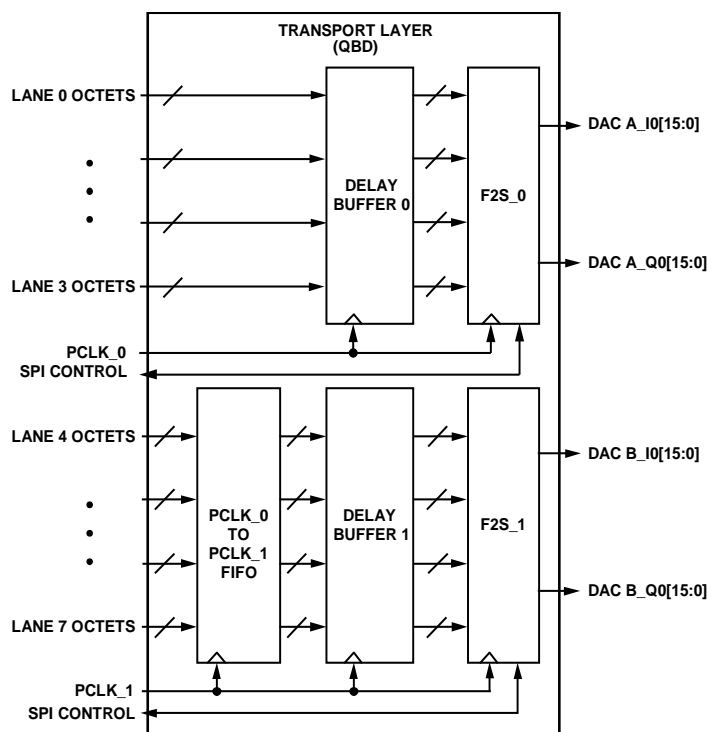 TRANSPORT LAYER
(QBD)
LANE 0 OCTETS
DELAY
BUFFER 0
F2S_0
DAC A_I0[15:0]
DAC A_Q0[15:0]
LANE 3 OCTETS
PCLK_0
SPI CONTROL
LANE 4 OCTETS
PCLK_0
TO
PCLK_1
FIFO
DELAY
BUFFER 1
F2S_1
DAC B_I0[15:0]
DAC B_Q0[15:0]
LANE 7 OCTETS
PCLK_1
SPI CONTROL